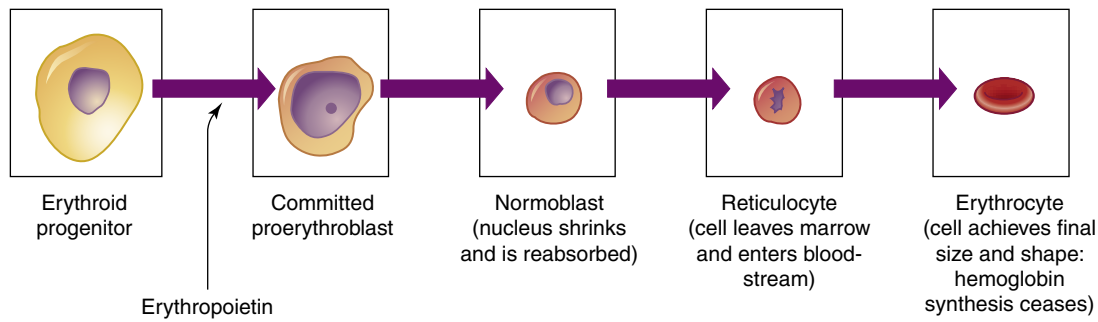 Erythroid
progenitor
Committed
proerythroblast
Normoblast
(nucleus shrinks
and is reabsorbed)
Reticulocyte
(cell leaves marrow
and enters blood-
stream)
Erythrocyte
(cell achieves final
size and shape:
hemoglobin
synthesis ceases)
Erythropoietin